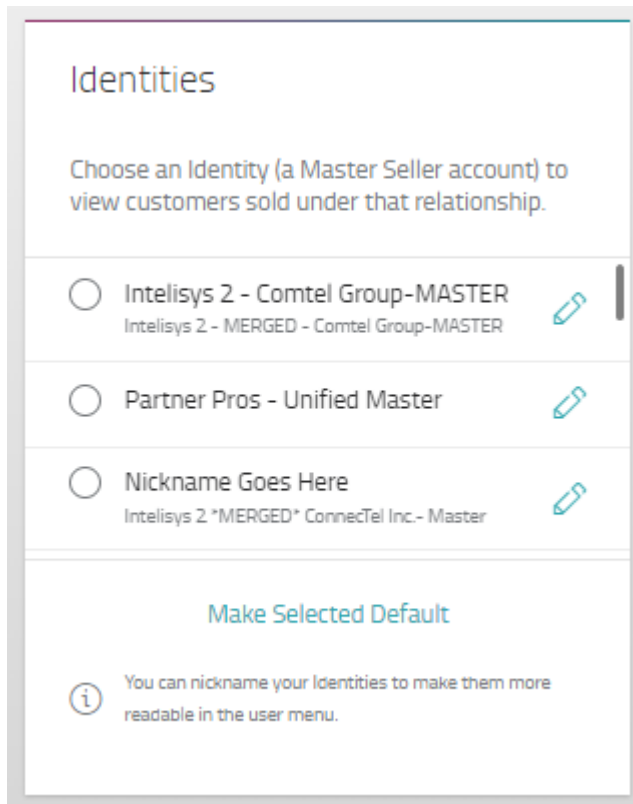 Identities
Choose an Identity (a Master Seller account) to
view customers sold under that relationship.
Intelisys 2 - Comtel Group-MASTER
Intelisys 2 - MERGED - Comtel Group-MASTER
Partner Pros - Unified Master
Nickname Goes Here
Intelisys 2 *MERGED* ConnecTel Inc.- Master
Make Selected Default
You can nickname your Identities to make them more
readable in the user menu.